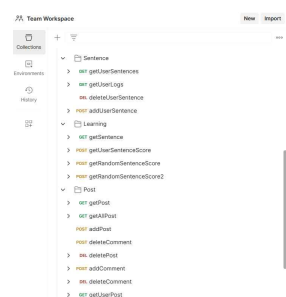 Team Workspace
New Import
Collections
Environments
History
Sentence
GET getUserSentences
GET getUserLogs
DEL deleteUserSentence
POST addUserSentence
Learning
GET getSentence
POST getUserSentenceScore
POST getRandomSentenceScore
POST getRandomSentenceScore2
Post
GET getPost
GET getAllPost
POST addPost
POST deleteComment
DEL deletePost
POST addComment
DEL deleteComment
GET getUserPost